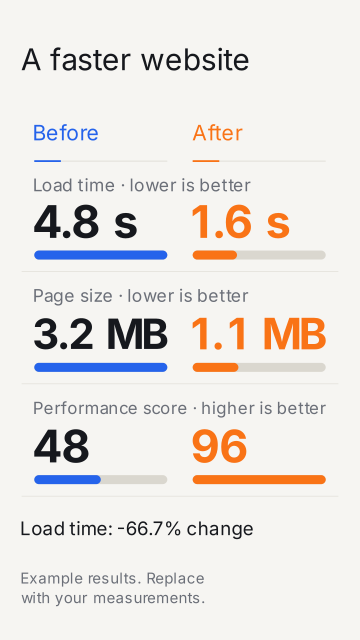 A faster website
Before After
Load time · lower is better
4.8 s 1.6 s
Page size · lower is better
3.2 MB 1.1 MB
Performance score · higher is better
48 96
Load time: -66.7% change
Example results. Replace
with your measurements.